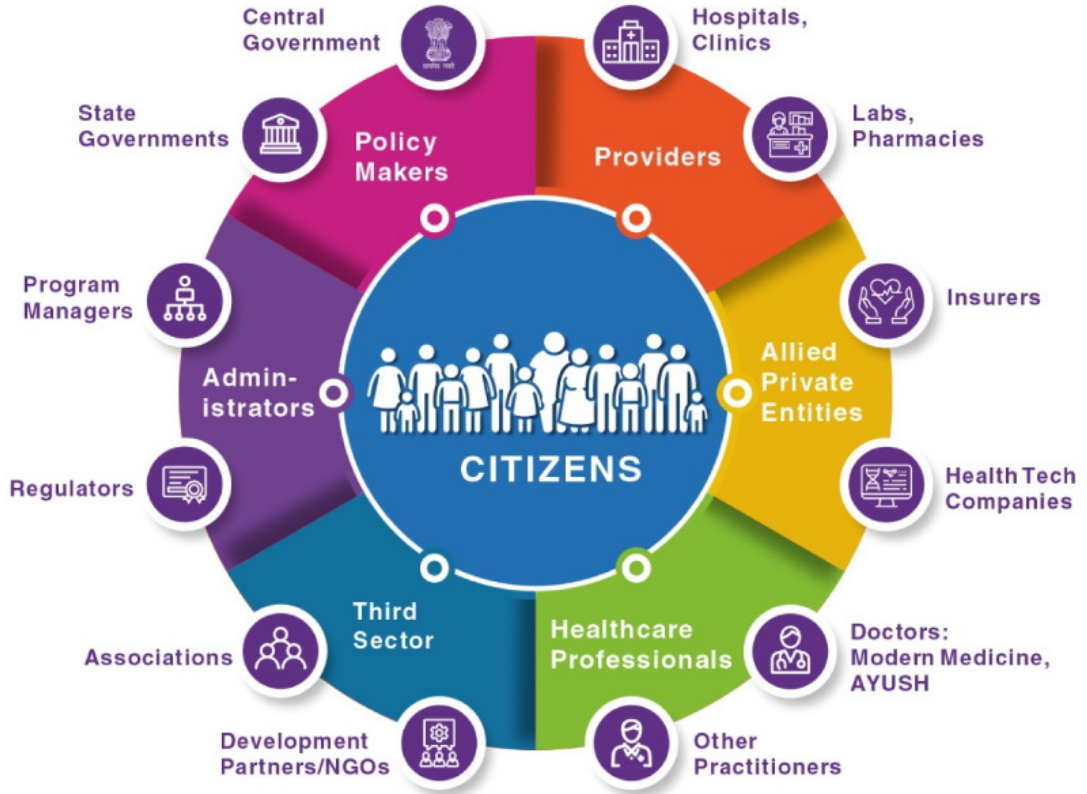 Central
Government
Hospitals,
Clinics
State
Governments
Policy
Makers
Providers
Labs,
Pharmacies
Program
Managers
Insurers
Admin-
istrators
Allied
Private
Entities
CITIZENS
Regulators
Health Tech
Companies
Third
Sector
Healthcare
Professionals
Associations
Doctors:
Modern Medicine,
AYUSH
Development
Partners/NGOs
Other
Practitioners